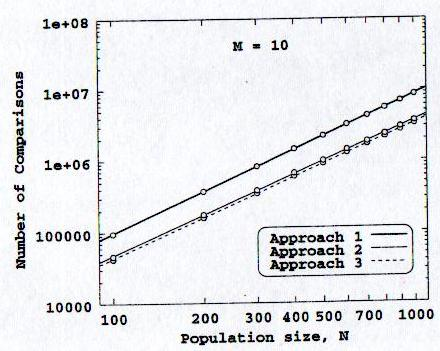 1e+08
M = 10
1e+07
1e+06
100000
10000
Number of Comparisons
Approach 1
Approach 2
Approach 3
100 200 300 400 500 700 1000
Population size, N